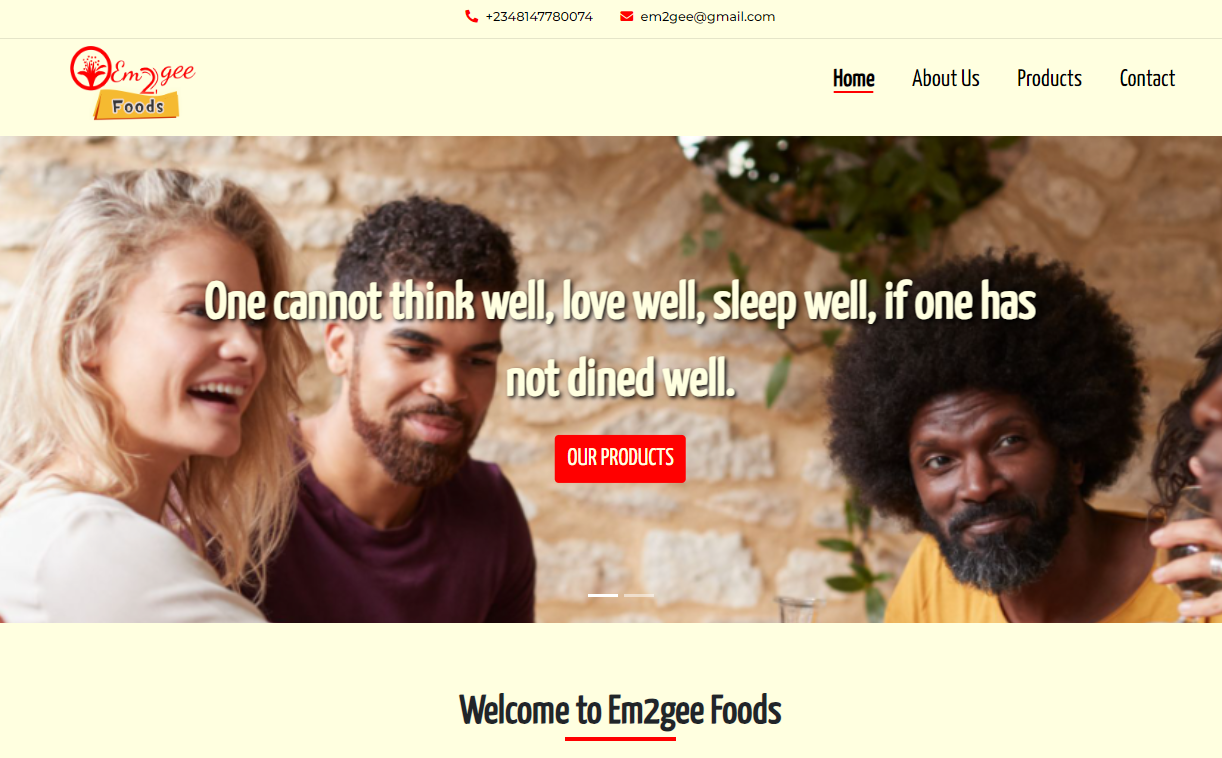 +2348147780074 em2gee@gmail.com
Em2gee
Foods
Home About Us Products Contact
One cannot think well, love well, sleep well, if one has
not dined well.
OUR PRODUCTS
Welcome to Em2gee Foods